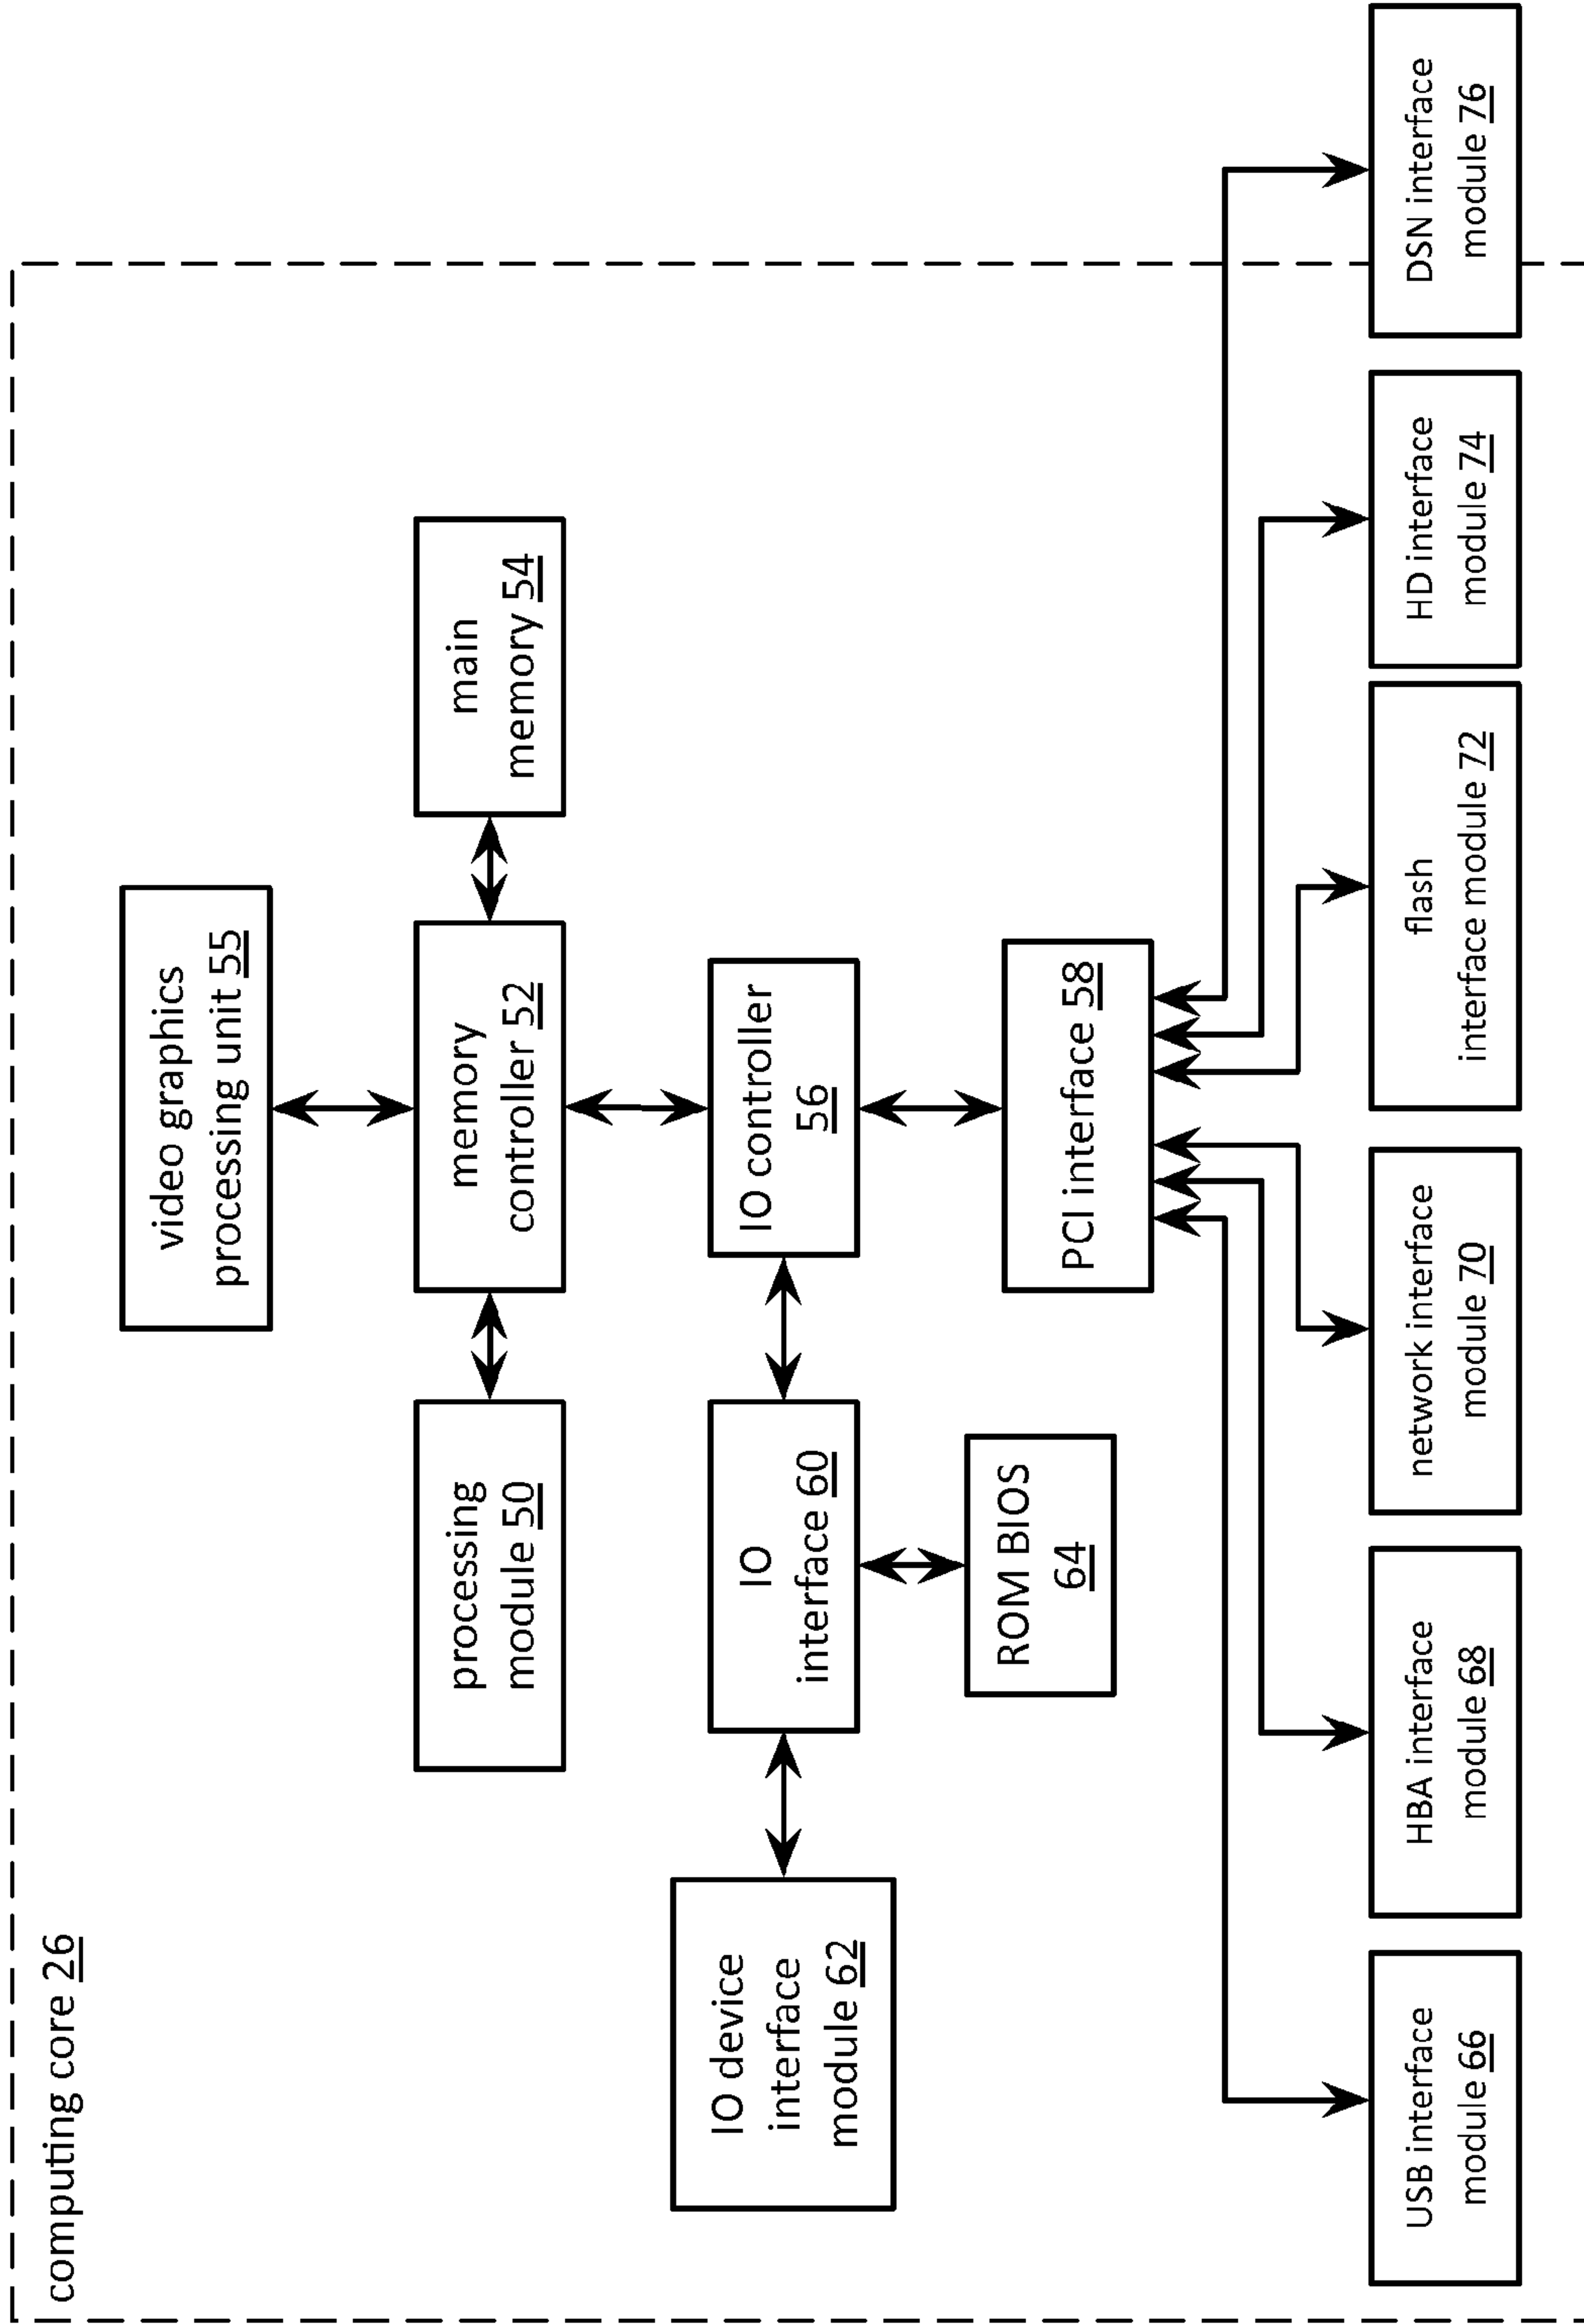 computing core 26
video graphics
processing unit 55
processing
module 50
memory
controller 52
main
memory 54
IO device
interface
module 62
IO
interface 60
IO controller
56
ROM BIOS
64
PCI interface 58
USB interface
module 66
HBA interface
module 68
network interface
module 70
flash
interface module 72
HD interface
module 74
DSN interface
module 76